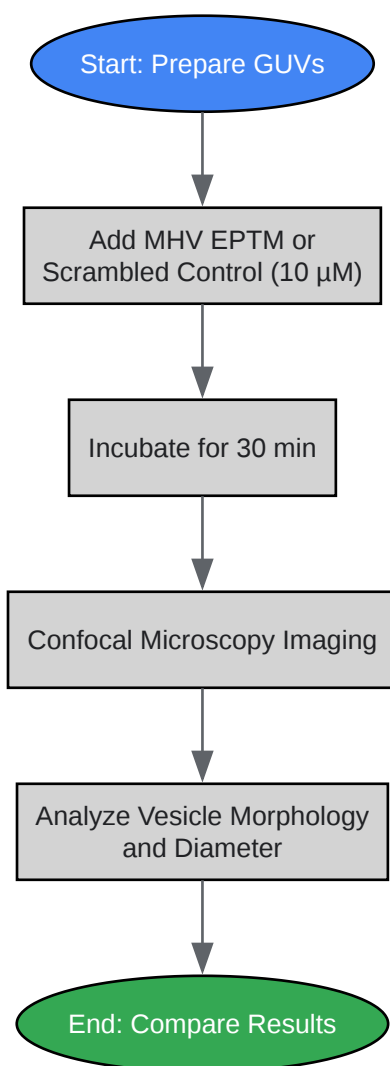 Start: Prepare GUVs
Add MHV EPTM or
Scrambled Control (10 µM)
Incubate for 30 min
Confocal Microscopy Imaging
Analyze Vesicle Morphology
and Diameter
End: Compare Results